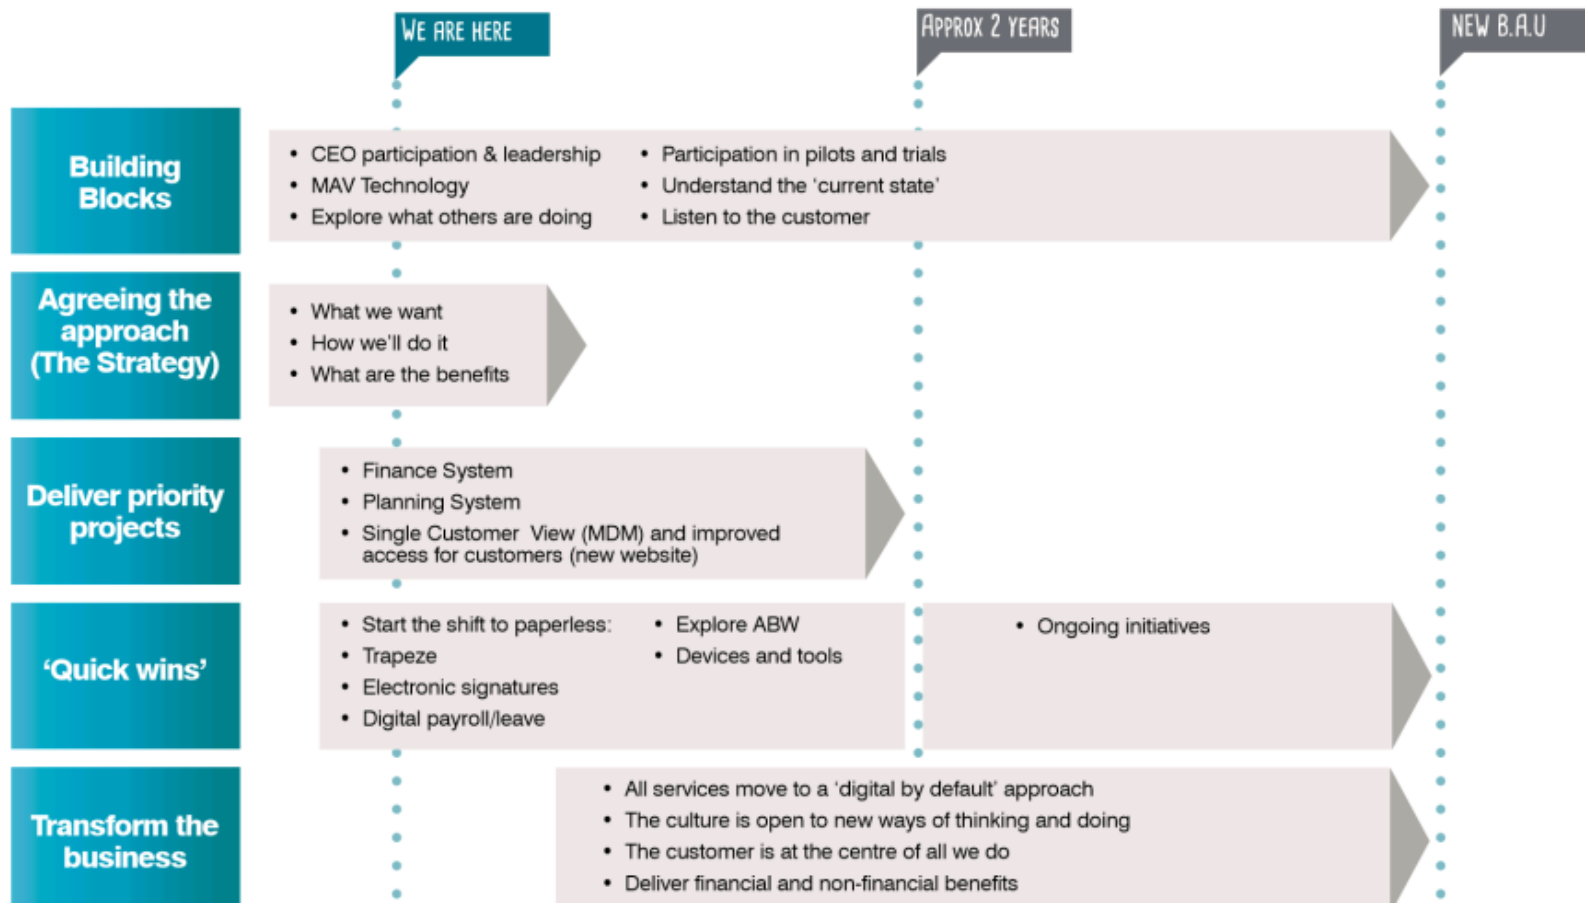 WE ARE HERE
APPROX 2 YEARS
NEW B.A.U
Building
Blocks
• CEO participation & leadership
• MAV Technology
• Explore what others are doing
• Participation in pilots and trials
• Understand the ‘current state’
• Listen to the customer
Agreeing the
approach
(The Strategy)
• What we want
• How we’ll do it
• What are the benefits
Deliver priority
projects
• Finance System
• Planning System
• Single Customer View (MDM) and improved
access for customers (new website)
‘Quick wins’
• Start the shift to paperless:
• Trapeze
• Electronic signatures
• Digital payroll/leave
• Explore ABW
• Devices and tools
• Ongoing initiatives
Transform the
business
• All services move to a ‘digital by default’ approach
• The culture is open to new ways of thinking and doing
• The customer is at the centre of all we do
• Deliver financial and non-financial benefits